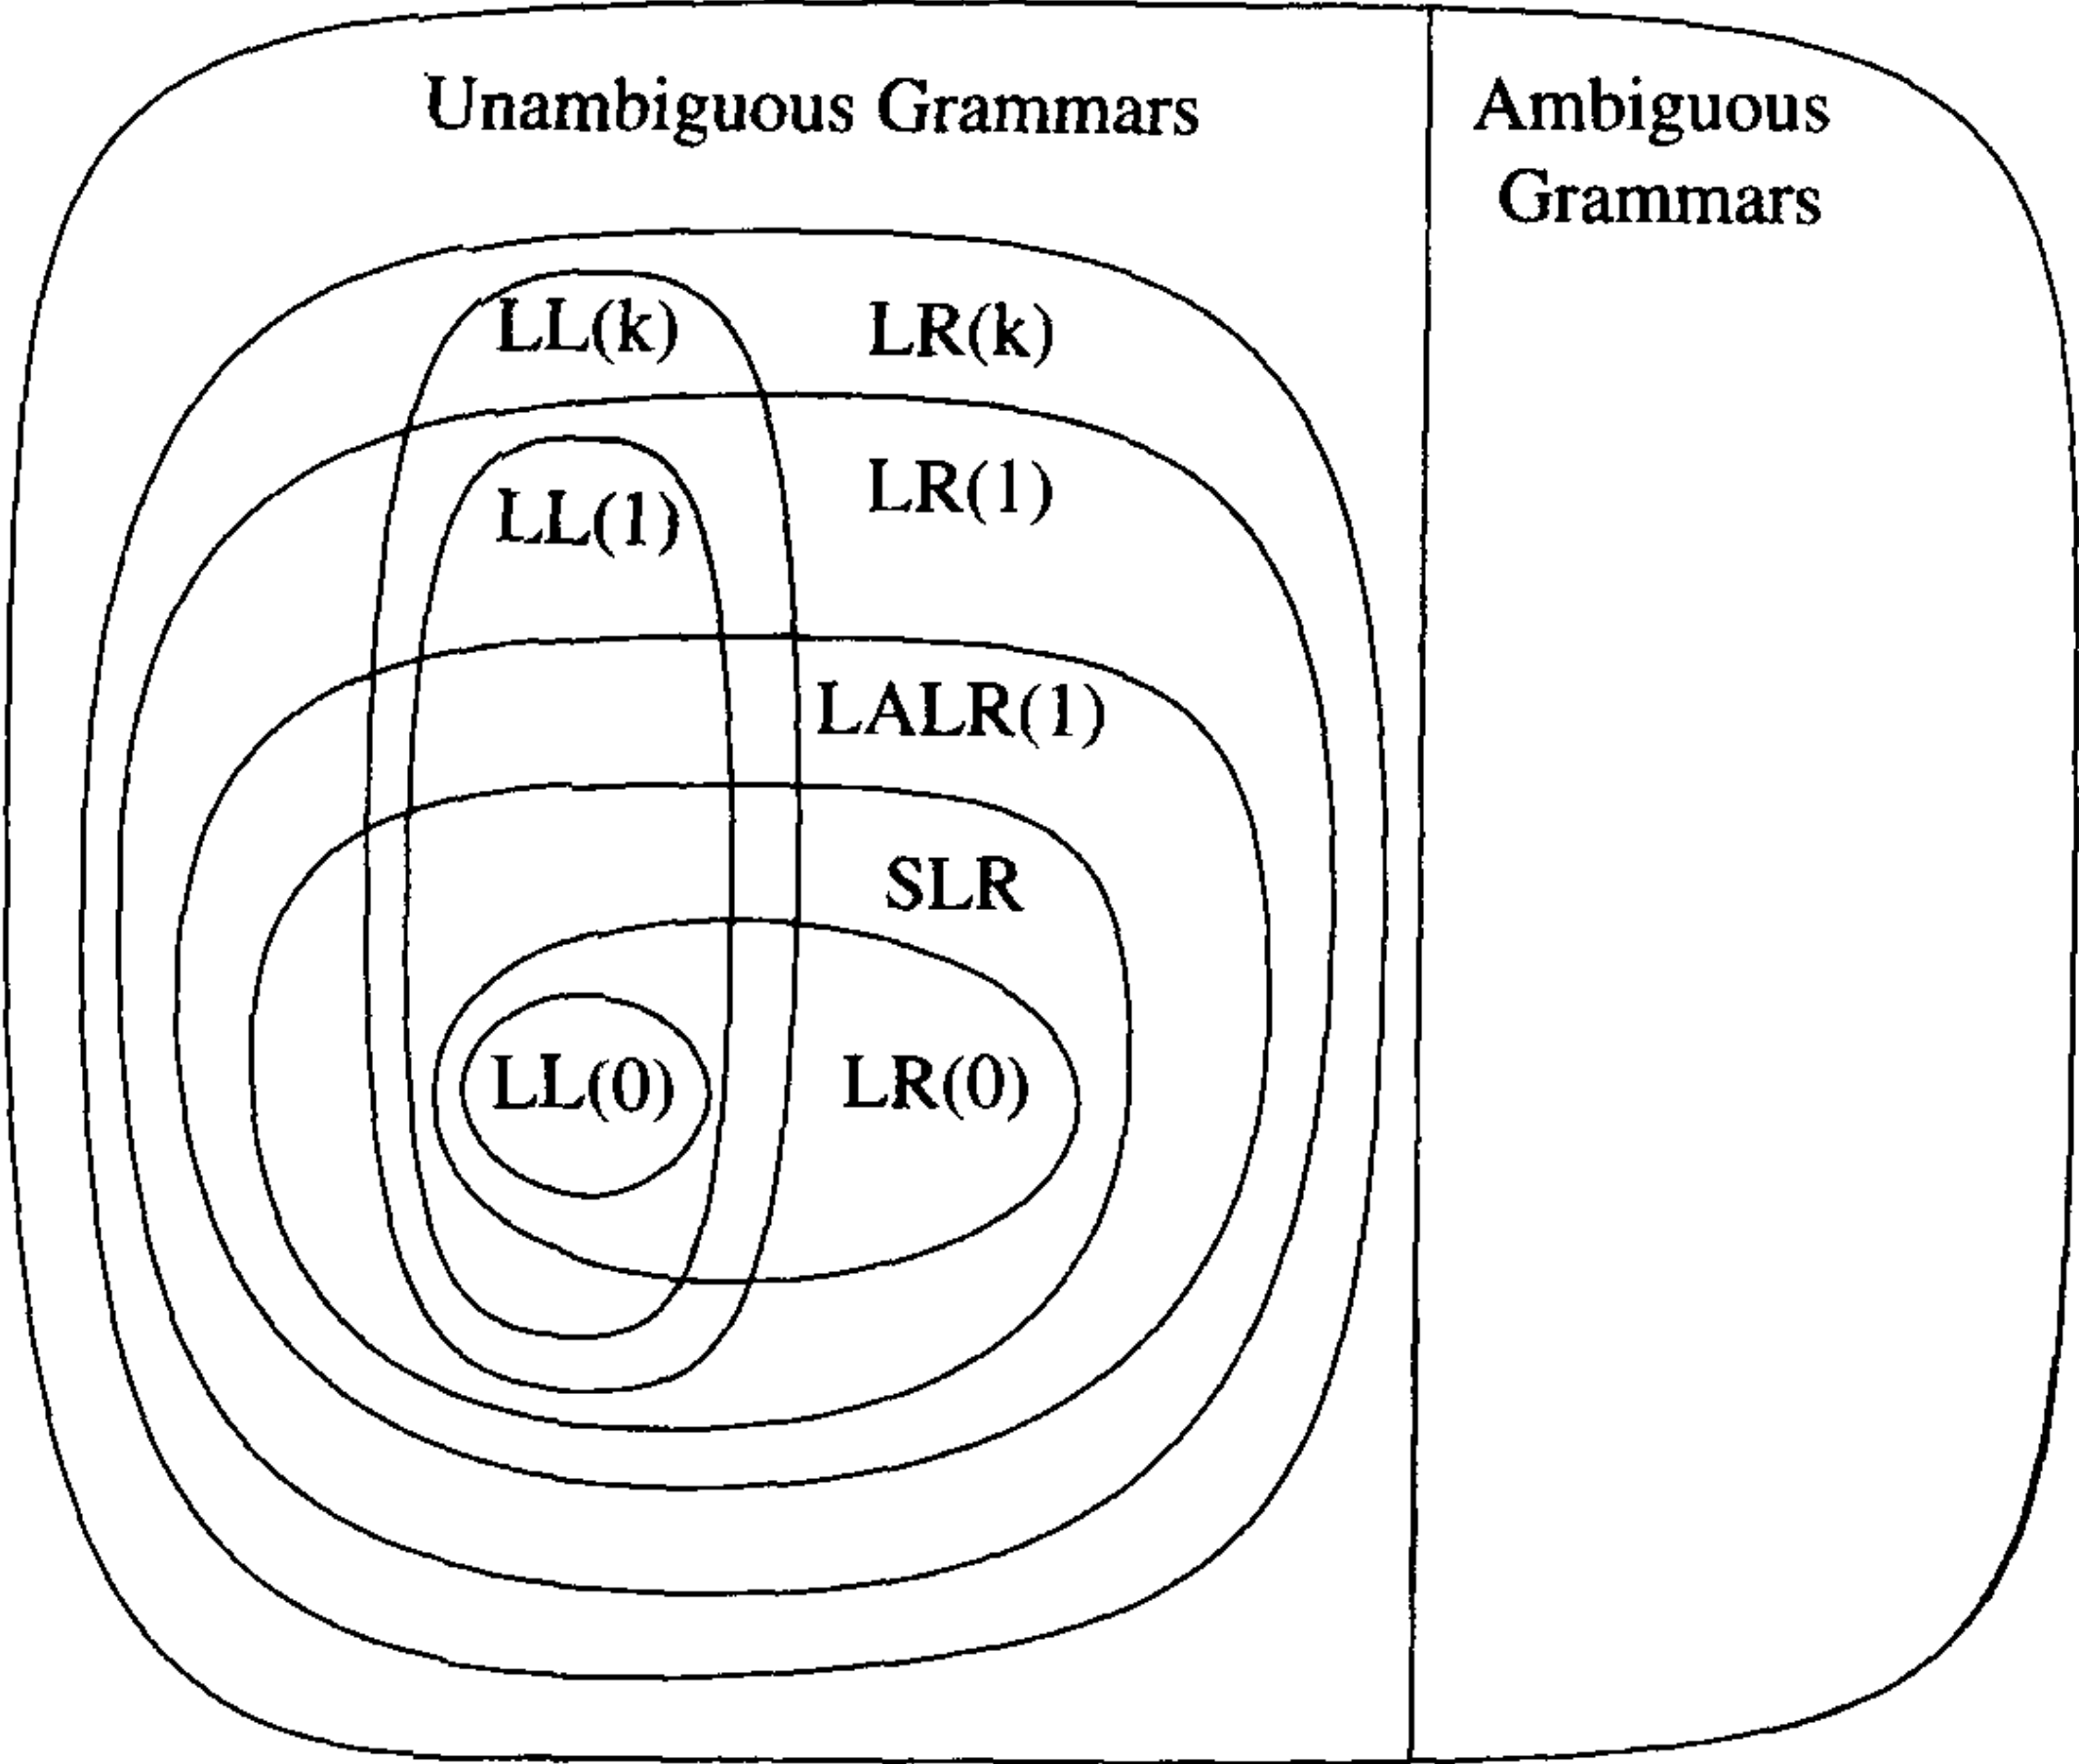 Unambiguous Grammars
Ambiguous
Grammars
LL(k)
LR(k)
LL(1)
LR(1)
LALR(1)
SLR
LL(0)
LR(0)